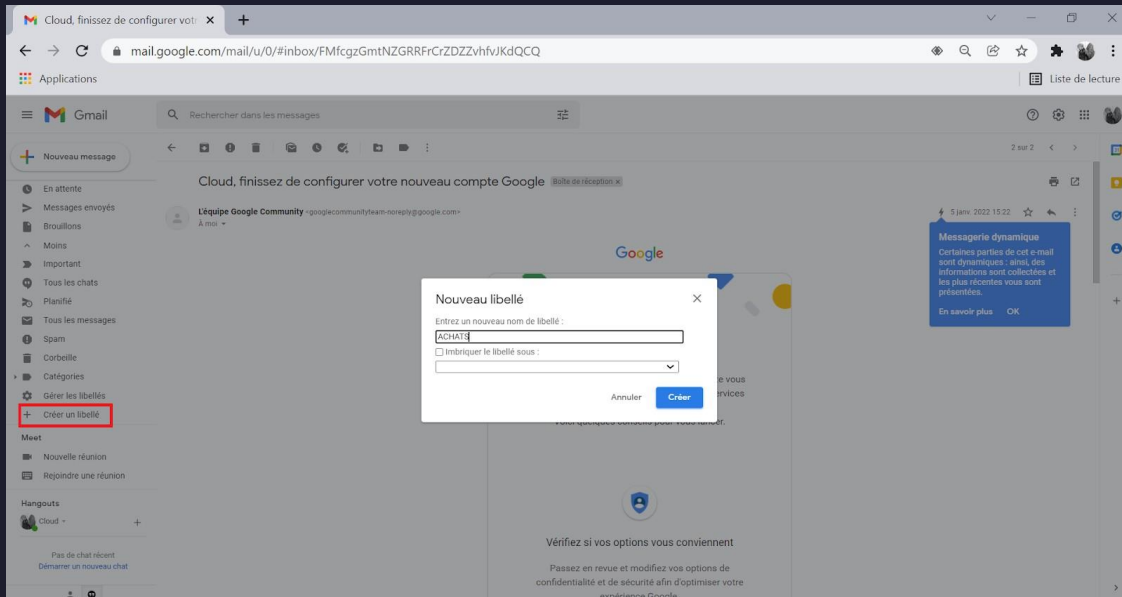 Cloud, finissez de configurer vot
mail.google.com/mail/u/0/#inbox/FMfcgzGmtNZGRRFrCrZDZZvhfvJKdQCQ
Applications
Liste de lecture
Gmail
Rechercher dans les messages
Nouveau message
2 sur 2
En attente
Messages envoyés
Brouillons
Moins
Important
Tous les chats
Planifié
Tous les messages
Spam
Corbeille
Catégories
Gérer les libellés
Créer un libellé
Meet
Nouvelle réunion
Rejoindre une réunion
Hangouts
Cloud
Pas de chat récent
Démarrer un nouveau chat
Cloud, finissez de configurer votre nouveau compte Google
Boîte de réception x
L'équipe Google Community <googlecommunityteam-noreply@google.com>
À moi
5 janv. 2022 15:22
Messagerie dynamique
Certaines parties de cet e-mail
sont dynamiques : ainsi, des
informations sont collectées et
les plus récentes vous sont
présentées.
En savoir plus OK
Google
Nouveau libellé
Entrez un nouveau nom de libellé :
ACHATS
Imbriquer le libellé sous :
Annuler Créer
vous
services
Voici quelques conseils pour vous lancer.
Vérifiez si vos options vous conviennent
Passez en revue et modifiez vos options de
confidentialité et de sécurité afin d'optimiser votre
expérience Google.